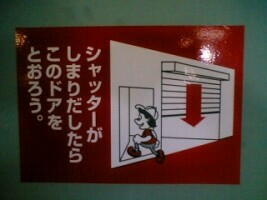 シャッターが
しまりだしたら
このドアを
とおろう。